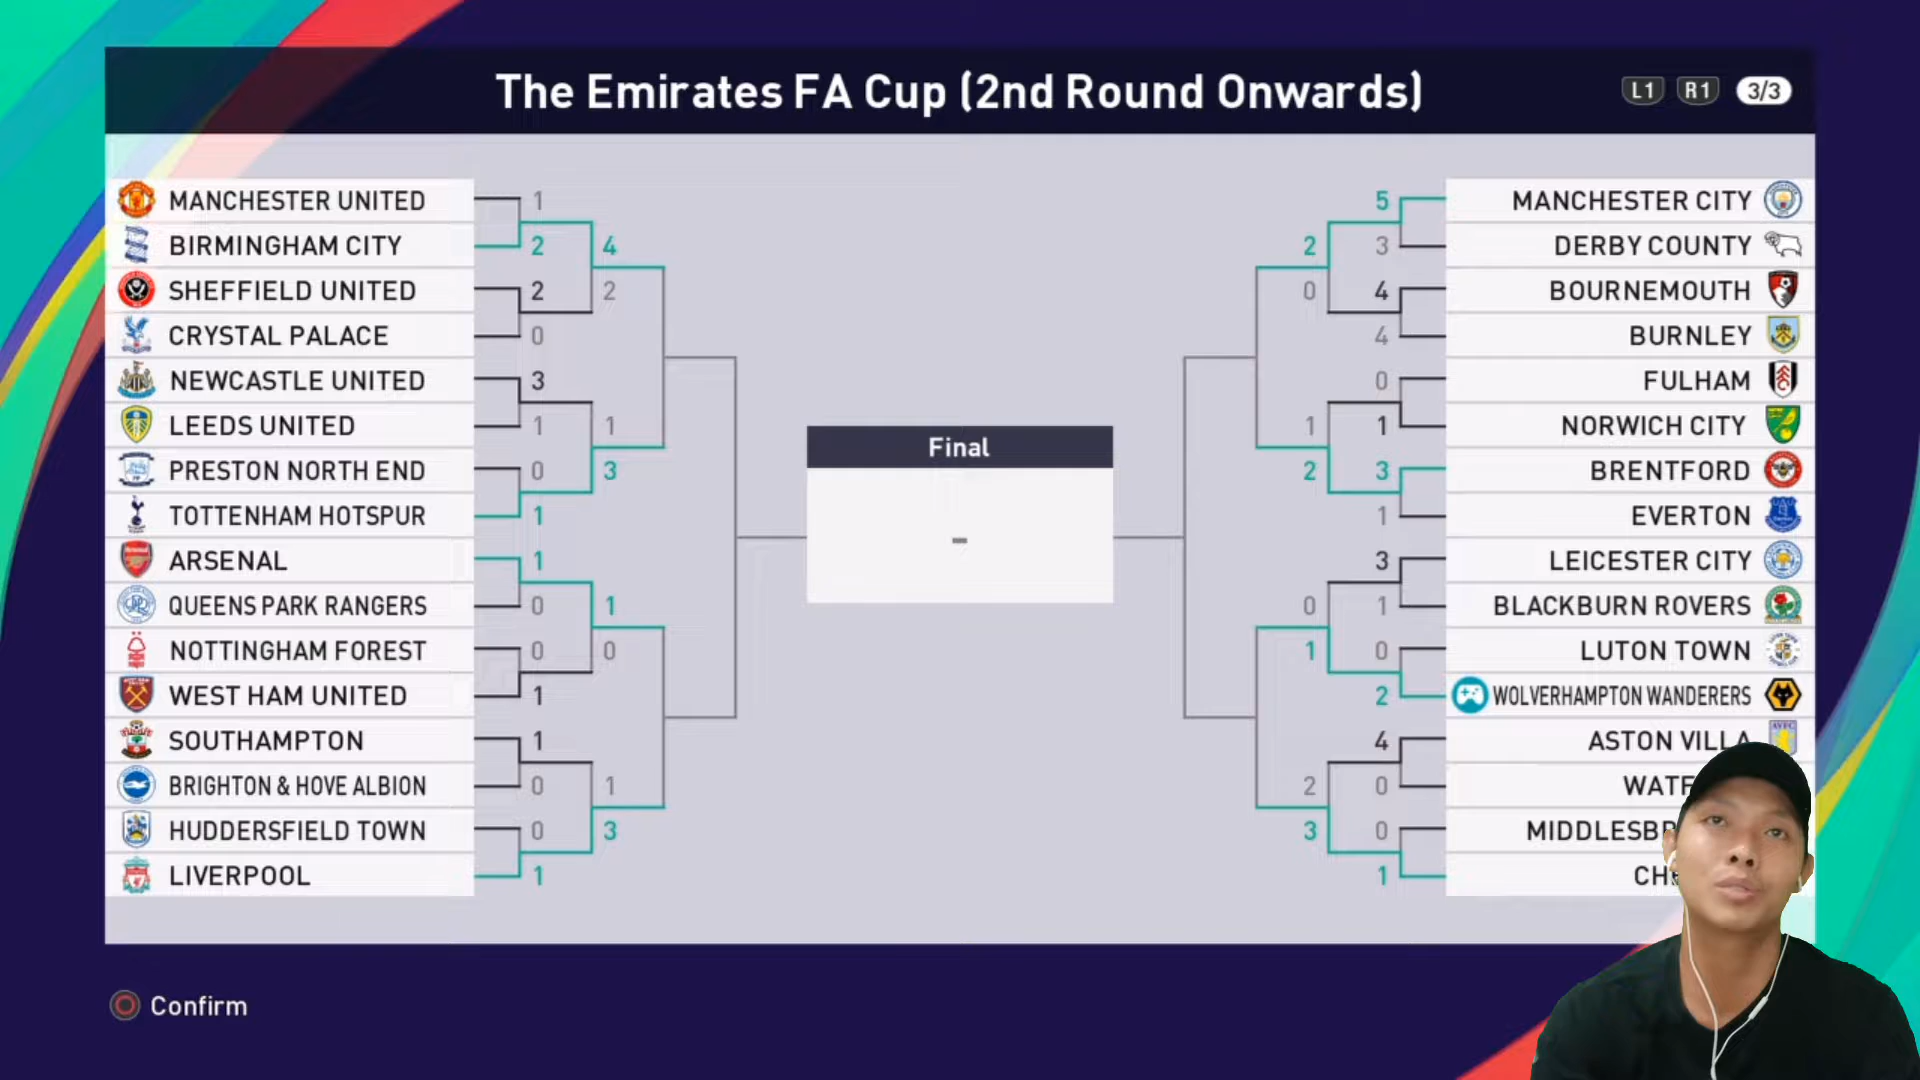 The Emirates FA Cup (2nd Round Onwards)
L1 R1 3/3
MANCHESTER UNITED 1
BIRMINGHAM CITY 2 4
SHEFFIELD UNITED 2 2
CRYSTAL PALACE 0
NEWCASTLE UNITED 3
LEEDS UNITED 1 1
PRESTON NORTH END 0 3
TOTTENHAM HOTSPUR 1
ARSENAL 1
QUEENS PARK RANGERS 0 1
NOTTINGHAM FOREST 0 0
WEST HAM UNITED 1
SOUTHAMPTON 1
BRIGHTON & HOVE ALBION 0 1
HUDDERSFIELD TOWN 0 3
LIVERPOOL 1
Final
-
5 MANCHESTER CITY
2 3 DERBY COUNTY
0 4 BOURNEMOUTH
4 BURNLEY
0 FULHAM
1 1 NORWICH CITY
2 3 BRENTFORD
1 EVERTON
3 LEICESTER CITY
0 1 BLACKBURN ROVERS
1 0 LUTON TOWN
2 WOLVERHAMPTON WANDERERS
4 ASTON VILLA
2 0
3 0
1
Confirm